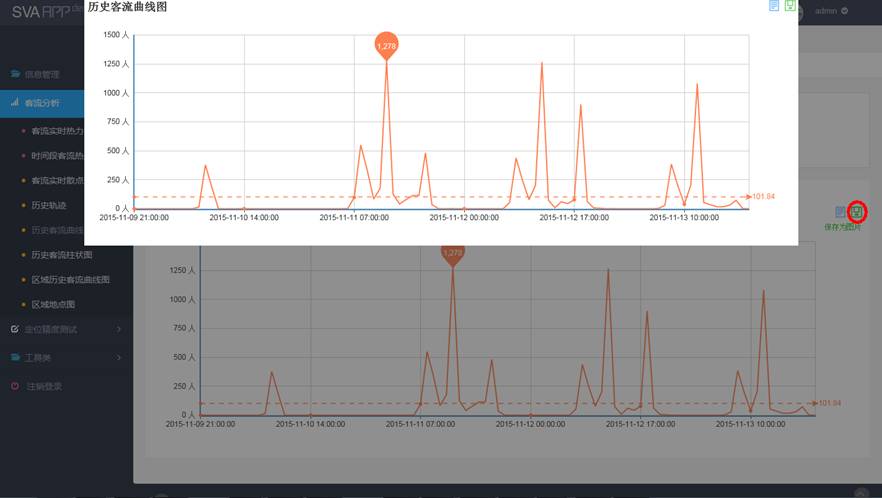 SVA APP dem
历史客流曲线图
admin
1500 人
1,278
1250 人
1000 人
750 人
500 人
250 人
101.84
0 人
2015-11-09 21:00:00
2015-11-10 14:00:00
2015-11-11 07:00:00
2015-11-12 00:00:00
2015-11-12 17:00:00
2015-11-13 10:00:00
信息管理
客流分析
客流实时热力
时间段客流热
客流实时散点
历史轨迹
历史客流曲线
历史客流柱状图
区域历史客流曲线图
区域地点图
定位精度测试
工具类
注销登录
保存为图片
1,278
1250 人
1000 人
750 人
500 人
250 人
101.84
0 人
2015-11-09 21:00:00
2015-11-10 14:00:00
2015-11-11 07:00:00
2015-11-12 00:00:00
2015-11-12 17:00:00
2015-11-13 10:00:00